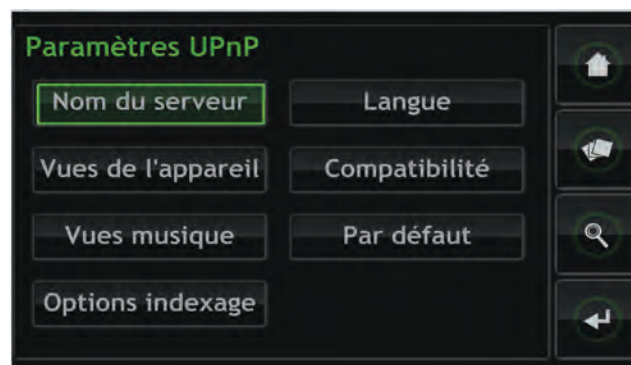 Paramètres UPnP
Nom du serveur
Langue
Vues de l'appareil
Compatibilité
Vues musique
Par défaut
Options indexage